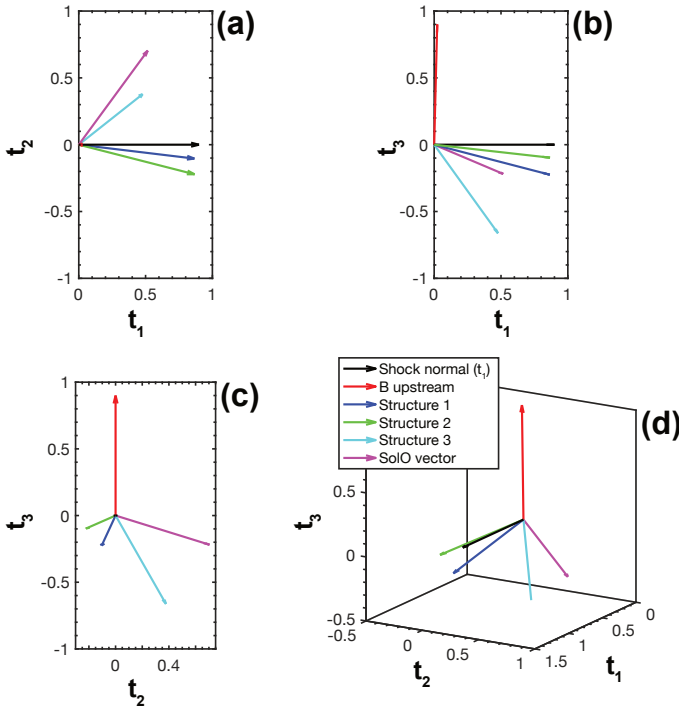 (a)
1
0.5
0
-0.5
-1
t₂
0
0.5
1
t₁
(b)
1
0.5
0
-0.5
-1
t₃
0
0.5
1
t₁
(c)
1
0.5
0
-0.5
-1
t₃
0
0.4
t₂
Shock normal (t₁)
B upstream
Structure 1
Structure 2
Structure 3
SolO vector
(d)
t₃
0.5
0
-0.5
-0.5
0
0.5
1
t₂
1.5
1
0.5
0
t₁